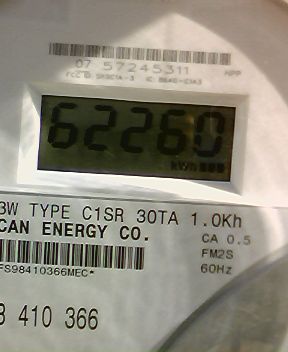 07 57245311
NPP
62260
3W TYPE C1SR 30TA 1.0Kh
CAN ENERGY CO.
CA 0.5
FM2S
60Hz
FS98410366MEC*
410 366